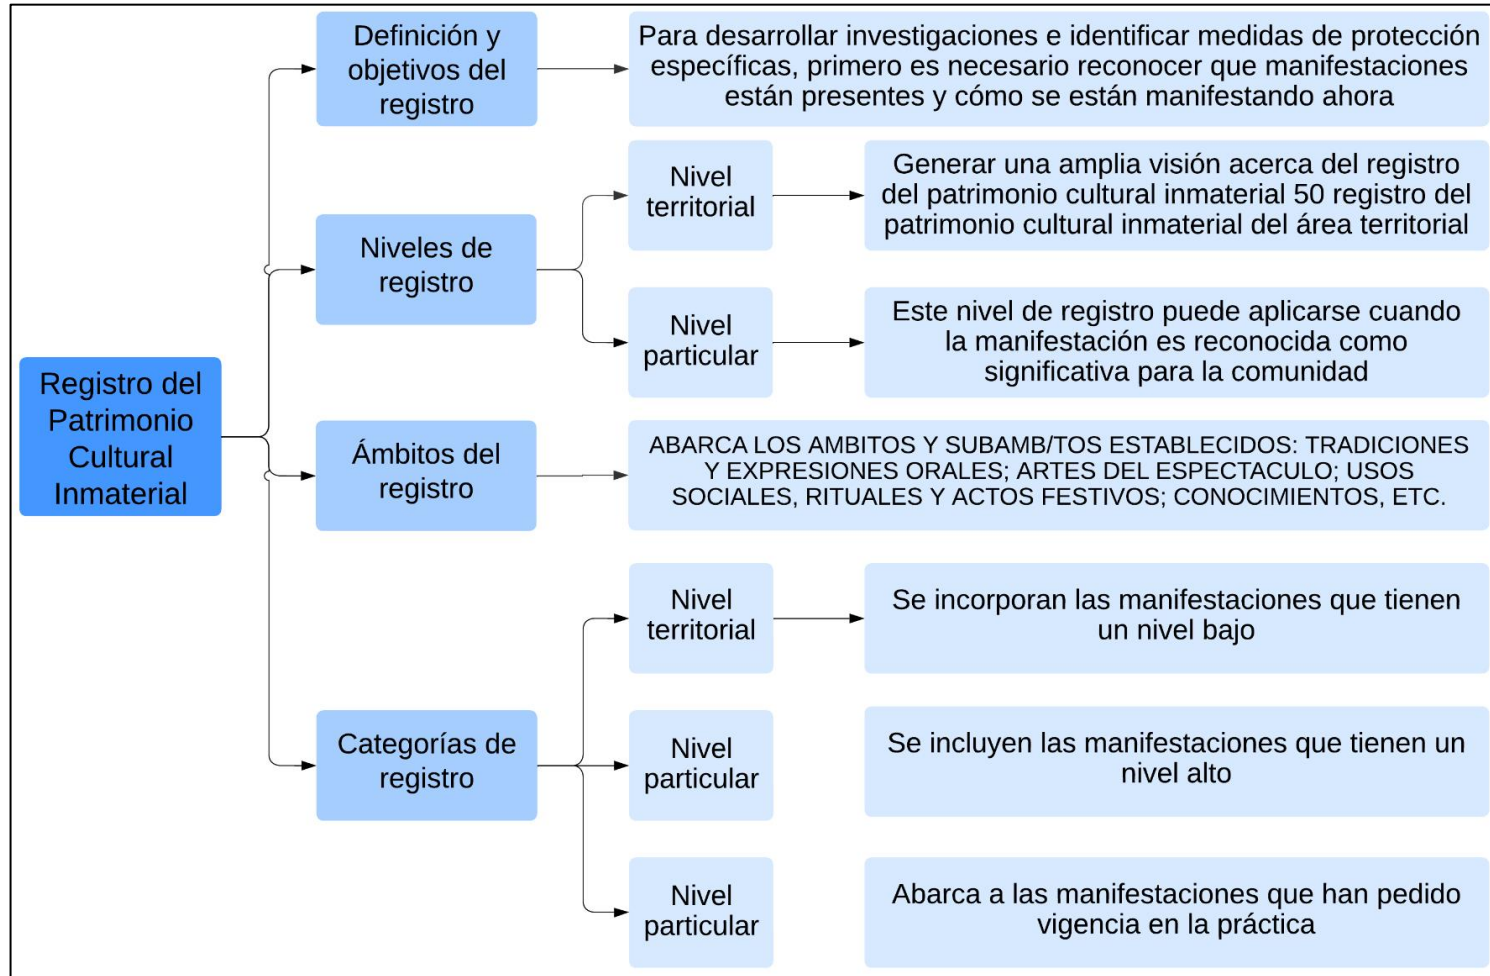 Definición y
objetivos del
registro
Para desarrollar investigaciones e identificar medidas de protección
específicas, primero es necesario reconocer que manifestaciones
están presentes y cómo se están manifestando ahora
Nivel
territorial
Generar una amplia visión acerca del registro
del patrimonio cultural inmaterial 50 registro del
patrimonio cultural inmaterial del área territorial
Niveles de
registro
Nivel
particular
Este nivel de registro puede aplicarse cuando
la manifestación es reconocida como
significativa para la comunidad
Registro del
Patrimonio
Cultural
Inmaterial
Ámbitos del
registro
ABARCA LOS AMBITOS Y SUBAMB/TOS ESTABLECIDOS: TRADICIONES
Y EXPRESIONES ORALES; ARTES DEL ESPECTACULO; USOS
SOCIALES, RITUALES Y ACTOS FESTIVOS; CONOCIMIENTOS, ETC.
Nivel
territorial
Se incorporan las manifestaciones que tienen
un nivel bajo
Categorías de
registro
Nivel
particular
Se incluyen las manifestaciones que tienen un
nivel alto
Nivel
particular
Abarca a las manifestaciones que han pedido
vigencia en la práctica